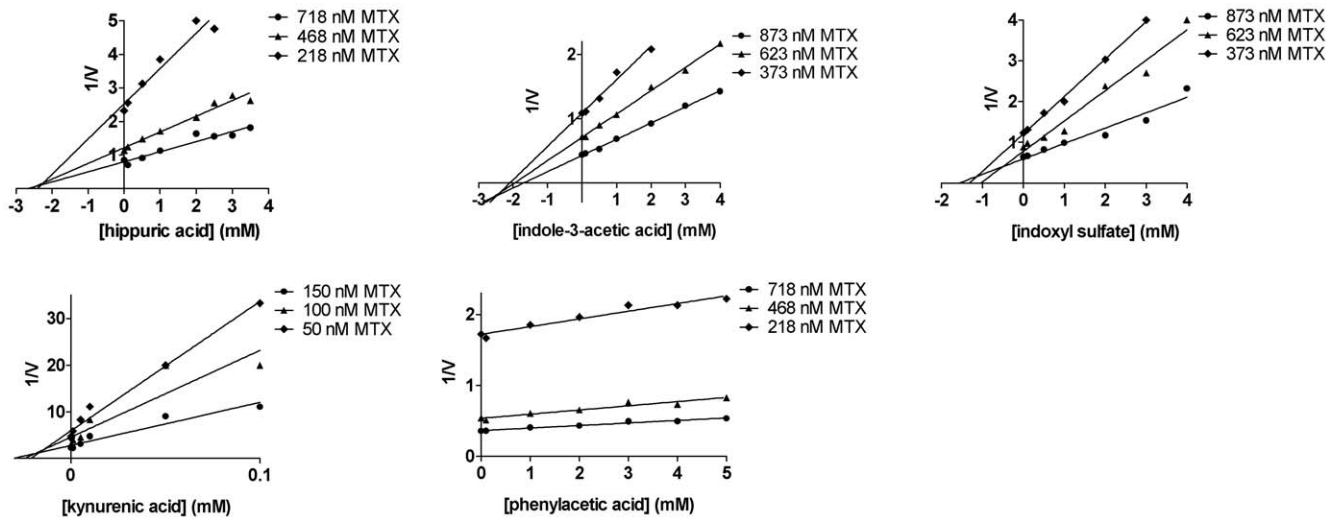 5
4
3
2
1
1/V
-3 -2 -1 0 1 2 3 4
[hippuric acid] (mM)
718 nM MTX
468 nM MTX
218 nM MTX
2
1
1/V
-3 -2 -1 0 1 2 3 4
[indole-3-acetic acid] (mM)
873 nM MTX
623 nM MTX
373 nM MTX
4
3
2
1
1/V
-2 -1 0 1 2 3 4
[indoxyl sulfate] (mM)
873 nM MTX
623 nM MTX
373 nM MTX
30
20
10
1/V
0 0.1
[kynurenic acid] (mM)
150 nM MTX
100 nM MTX
50 nM MTX
2
1
0
1/V
0 1 2 3 4 5
[phenylacetic acid] (mM)
718 nM MTX
468 nM MTX
218 nM MTX